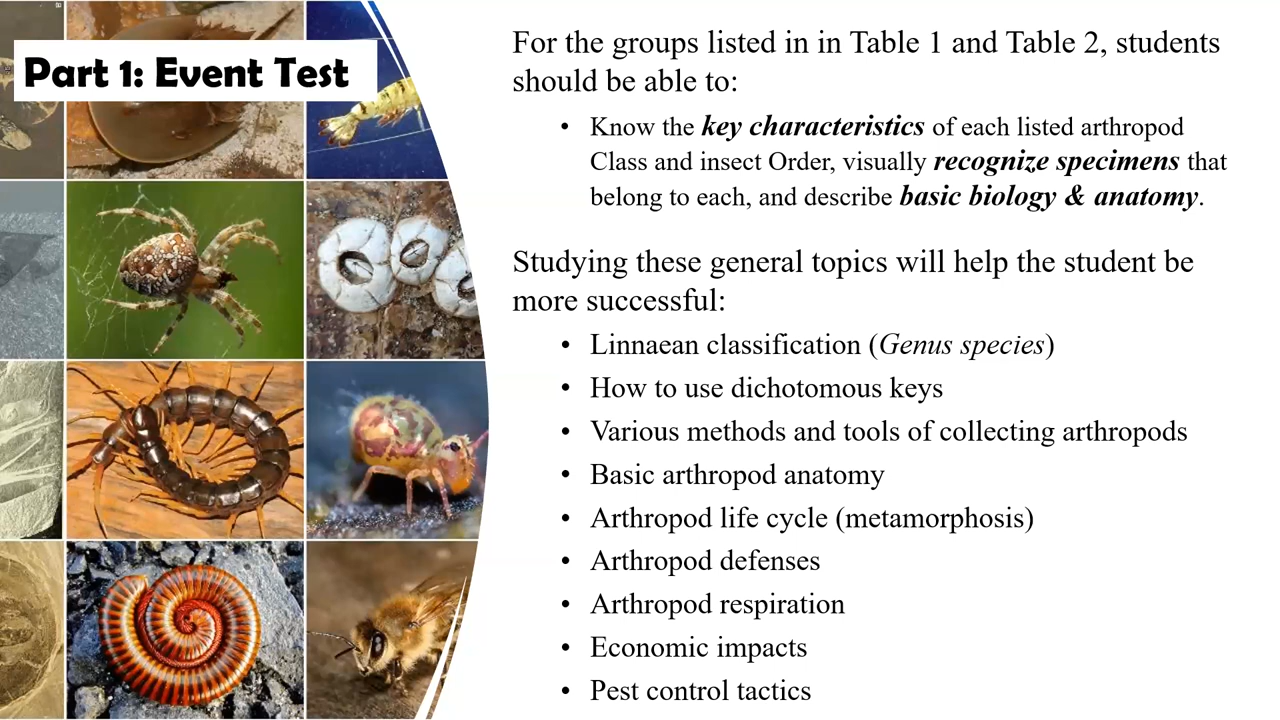 Part 1: Event Test
For the groups listed in in Table 1 and Table 2, students
should be able to:
• Know the key characteristics of each listed arthropod
Class and insect Order, visually recognize specimens that
belong to each, and describe basic biology & anatomy.
Studying these general topics will help the student be
more successful:
• Linnaean classification (Genus species)
• How to use dichotomous keys
• Various methods and tools of collecting arthropods
• Basic arthropod anatomy
• Arthropod life cycle (metamorphosis)
• Arthropod defenses
• Arthropod respiration
• Economic impacts
• Pest control tactics